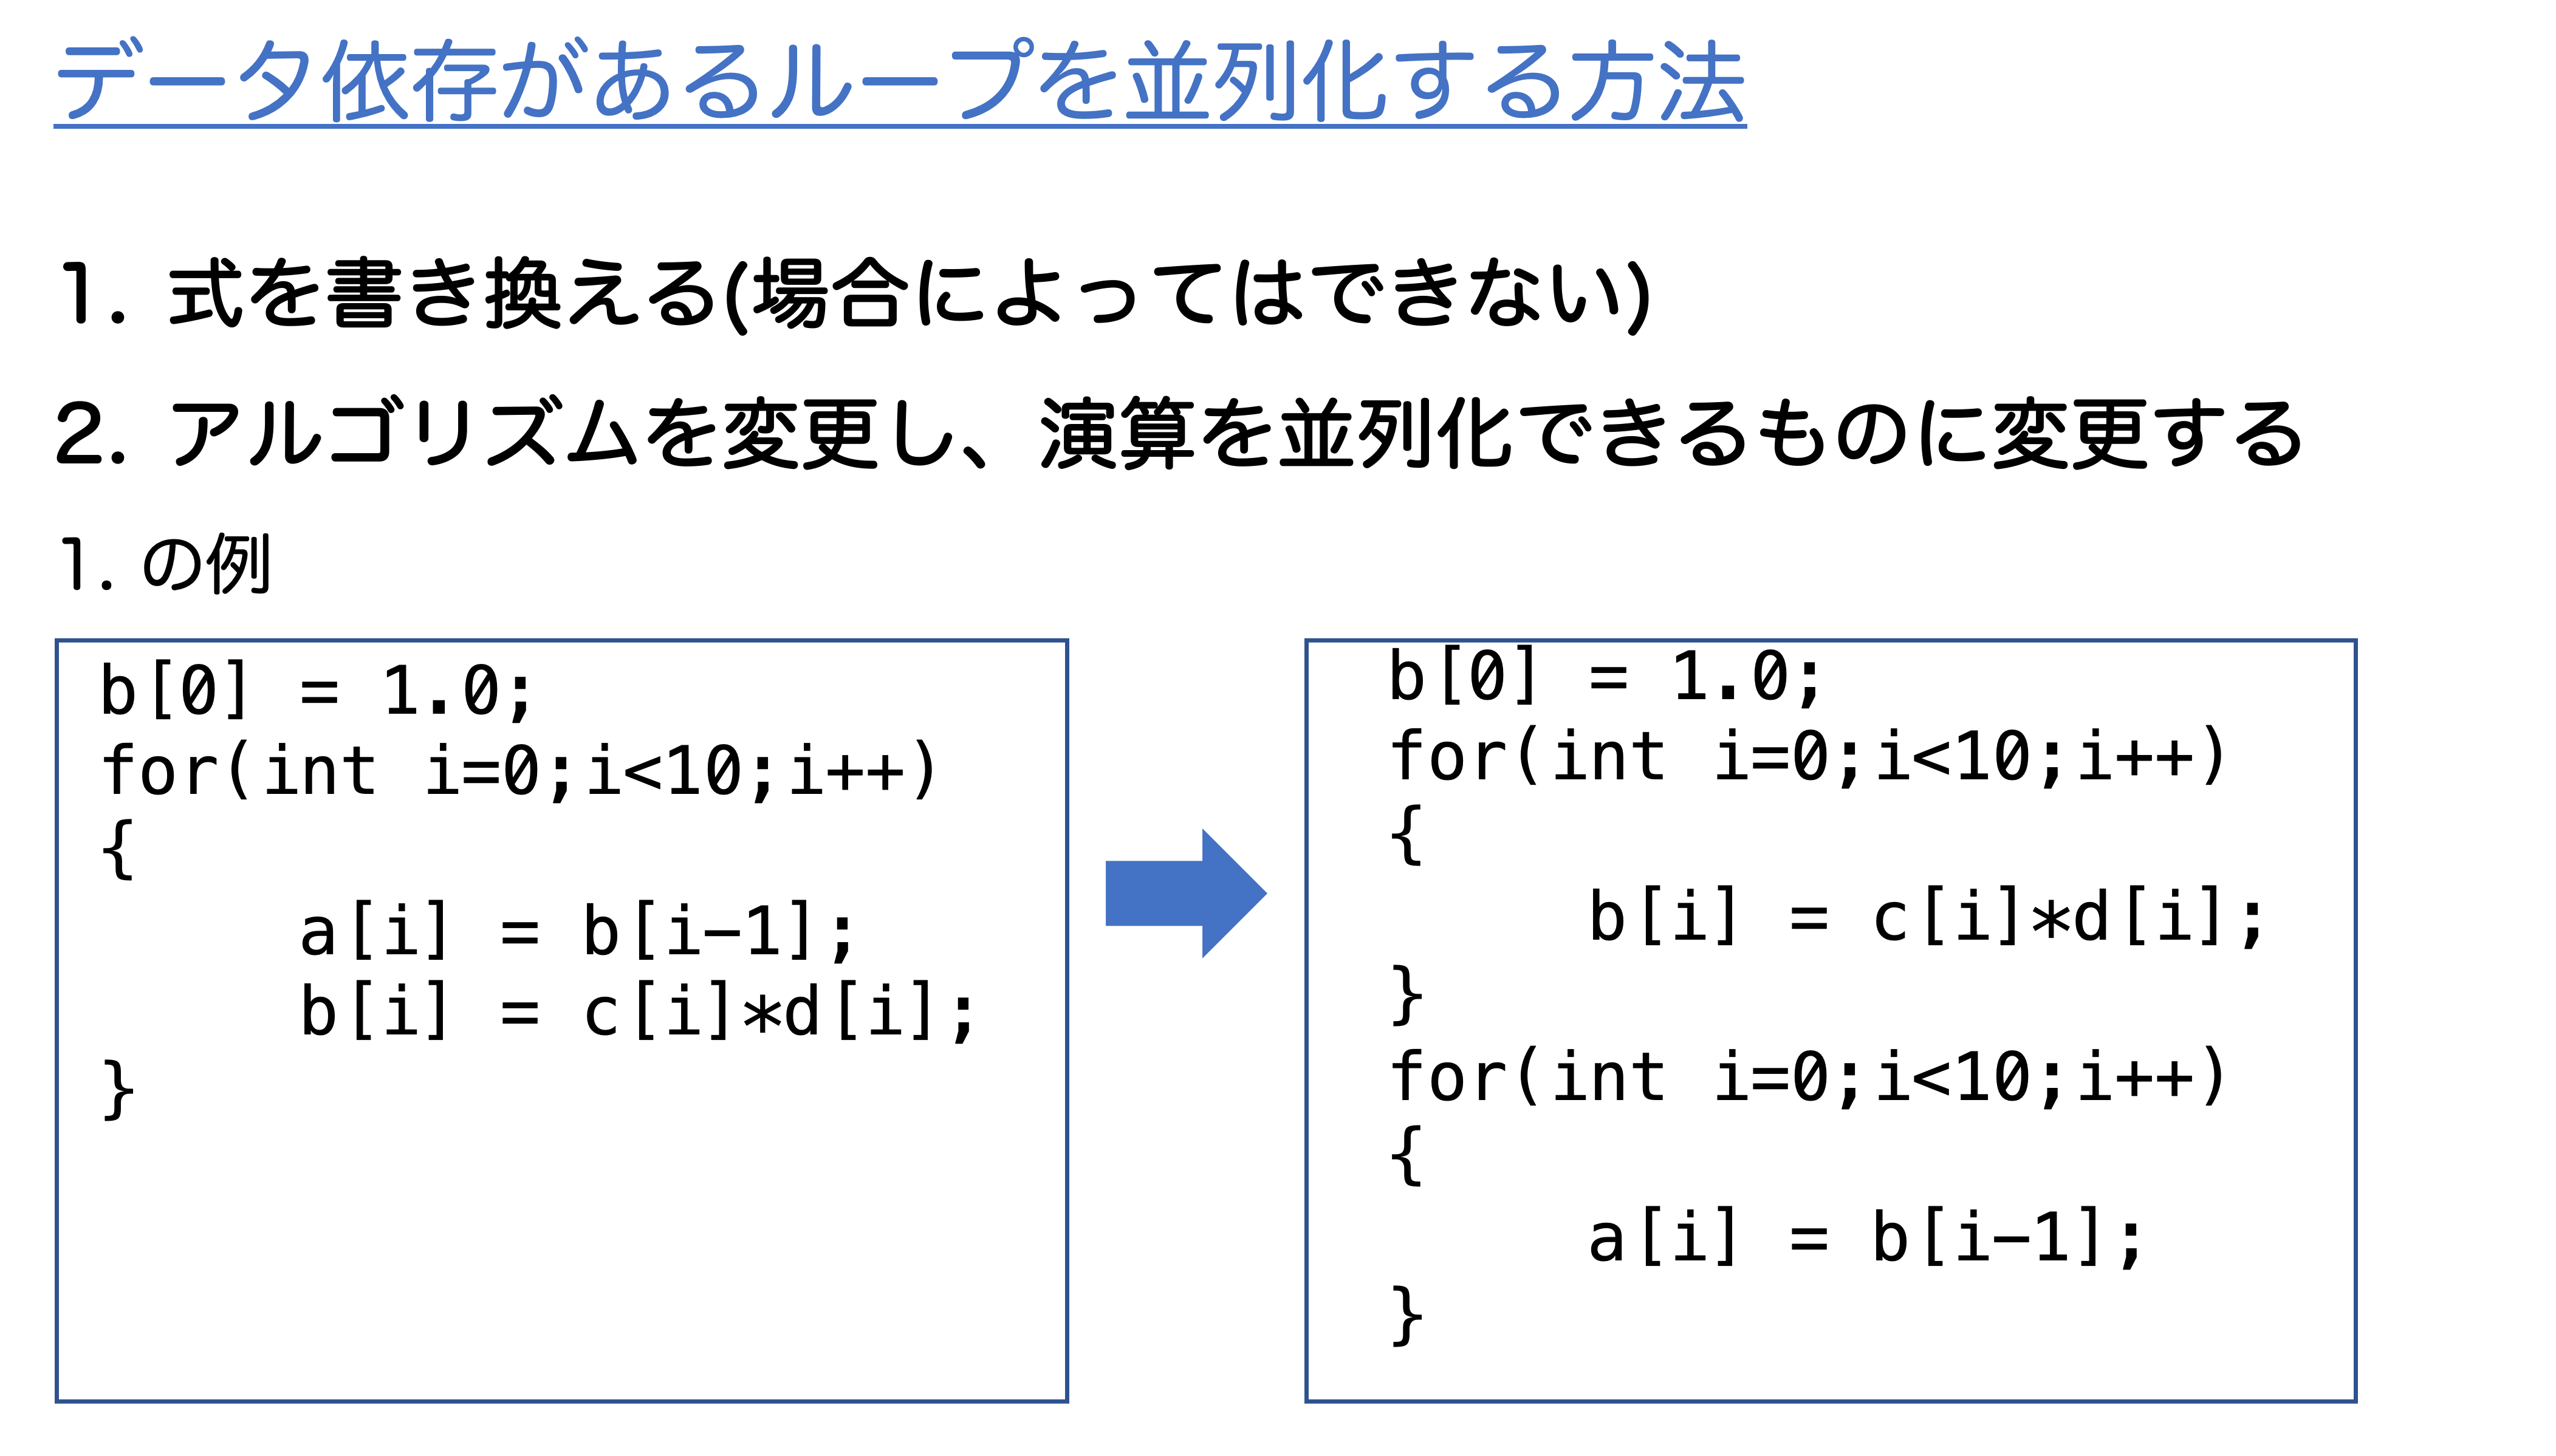 データ依存があるループを並列化する方法
1. 式を書き換える(場合によってはできない)
2. アルゴリズムを変更し、演算を並列化できるものに変更する
1. の例
b[0] = 1.0;
for(int i=0;i<10;i++)
{
a[i] = b[i-1];
b[i] = c[i]*d[i];
}
b[0] = 1.0;
for(int i=0;i<10;i++)
{
b[i] = c[i]*d[i];
}
for(int i=0;i<10;i++)
{
a[i] = b[i-1];
}